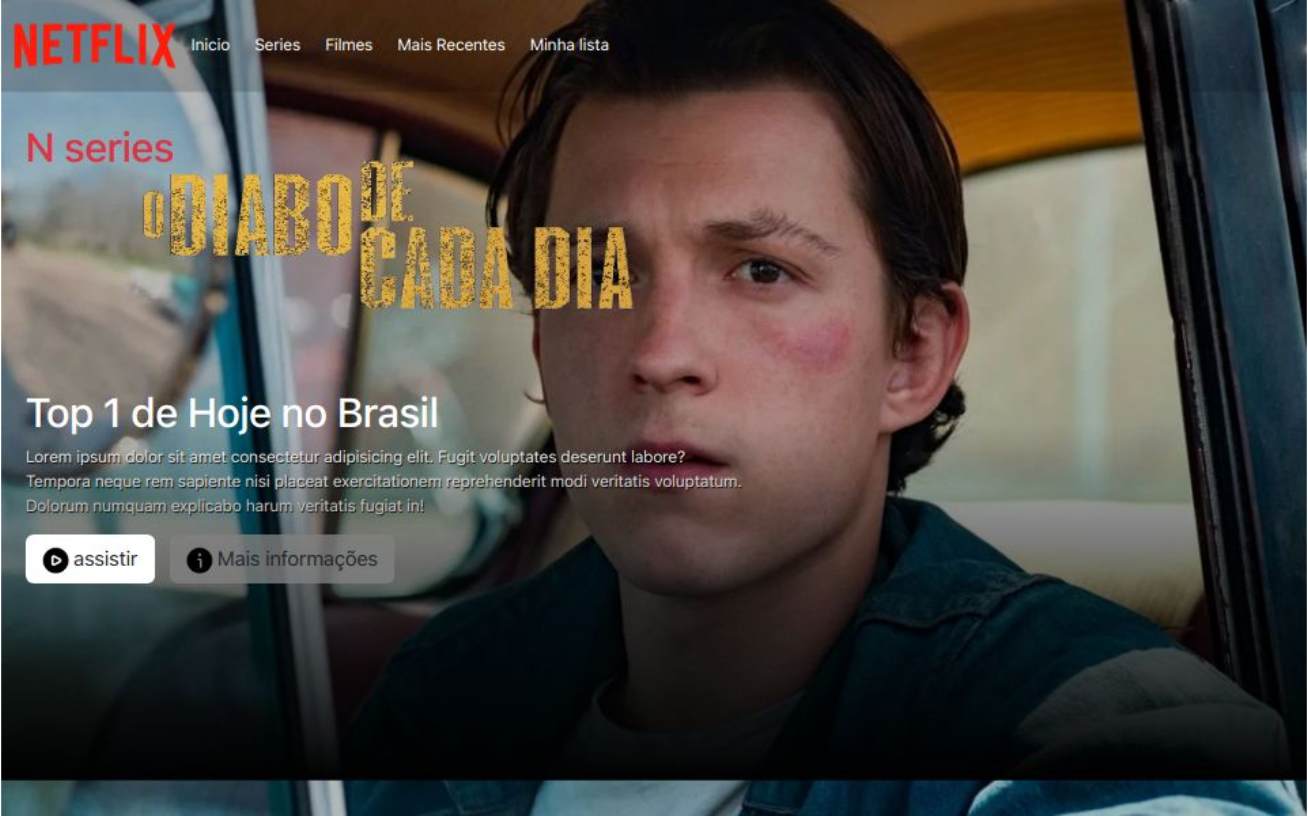 NETFLIX Inicio Series Filmes Mais Recentes Minha lista
N series
O DIABO DE
CADA DIA
Top 1 de Hoje no Brasil
Lorem ipsum dolor sit amet consectetur adipisicing elit. Fugit voluptates deserunt labore?
Tempora neque rem sapiente nisi placeat exercitationem reprehenderit modi veritatis voluptatum.
Dolorum numquam explicabo harum veritatis fugiat in!
assistir Mais informações